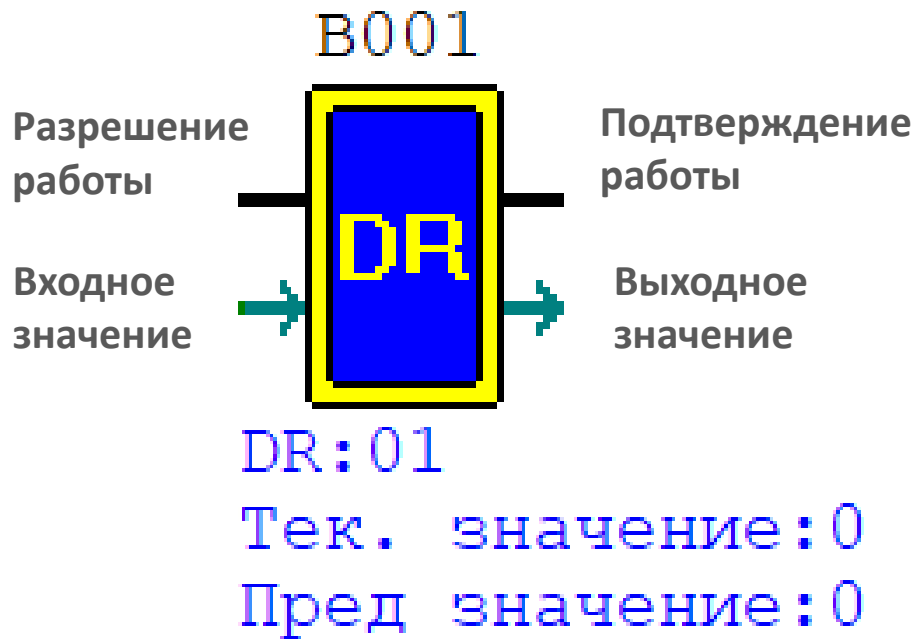 B001
Разрешение
работы
Подтверждение
работы
DR
Входное
значение
Выходное
значение
DR:01
Тек. значение:0
Пред значение:0